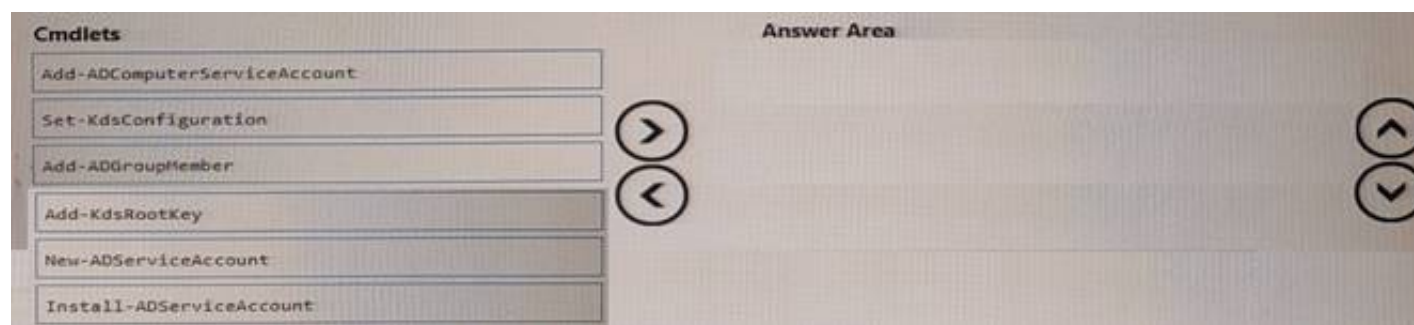 Cmdlets
Answer Area
Add-ADComputerServiceAccount
Set-KdsConfiguration
Add-ADGroupMember
Add-KdsRootKey
New-ADServiceAccount
Install-ADServiceAccount